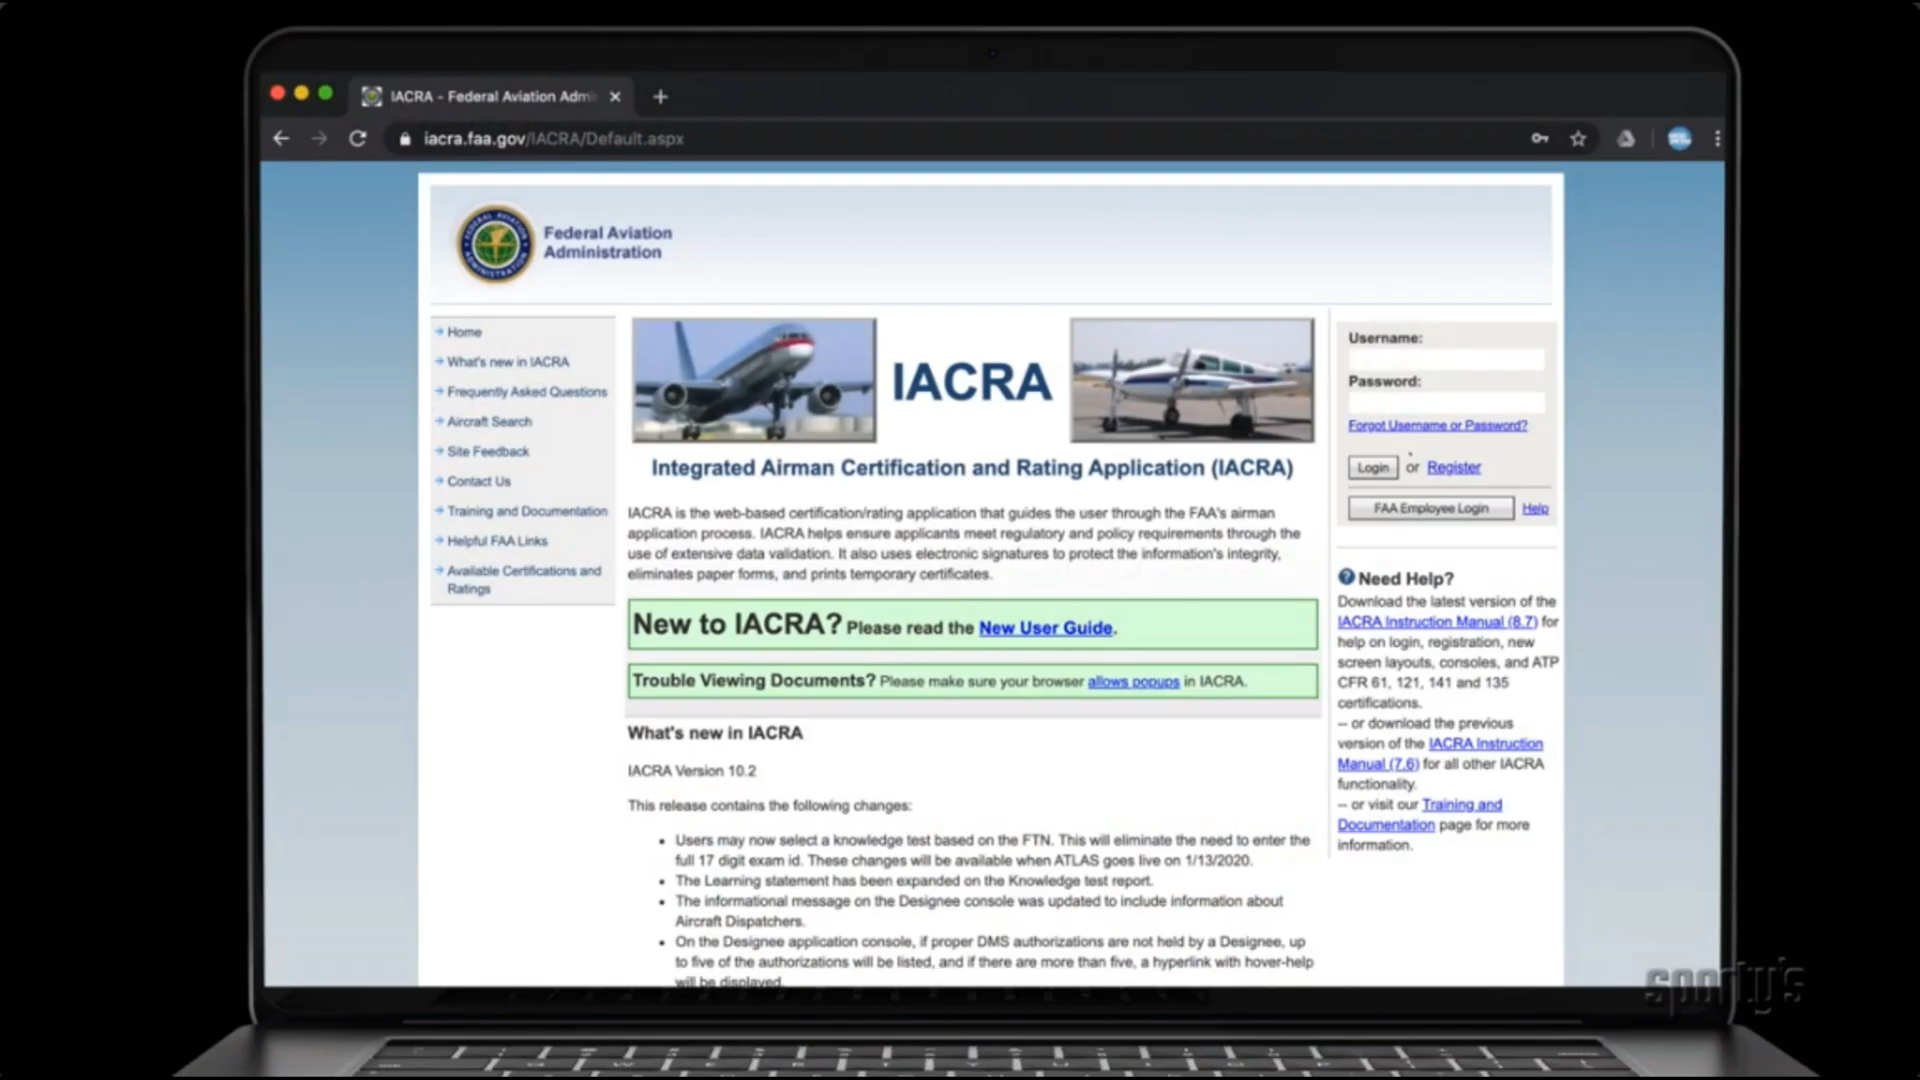 IACRA - Federal Aviation Admi
iacra.faa.gov/IACRA/Default.aspx
Federal Aviation
Administration
Home
What's new in IACRA
Frequently Asked Questions
Aircraft Search
Site Feedback
Contact Us
Training and Documentation
Helpful FAA Links
Available Certifications and
Ratings
IACRA
Integrated Airman Certification and Rating Application (IACRA)
IACRA is the web-based certification/rating application that guides the user through the FAA's airman
application process. IACRA helps ensure applicants meet regulatory and policy requirements through the
use of extensive data validation. It also uses electronic signatures to protect the information's integrity,
eliminates paper forms, and prints temporary certificates.
New to IACRA? Please read the New User Guide.
Trouble Viewing Documents? Please make sure your browser allows popups in IACRA.
What's new in IACRA
IACRA Version 10.2
This release contains the following changes:
• Users may now select a knowledge test based on the FTN. This will eliminate the need to enter the
full 17 digit exam id. These changes will be available when ATLAS goes live on 1/13/2020.
• The Learning statement has been expanded on the Knowledge test report.
• The informational message on the Designee console was updated to include information about
Aircraft Dispatchers.
• On the Designee application console, if proper DMS authorizations are not held by a Designee, up
to five of the authorizations will be listed, and if there are more than five, a hyperlink with hover-help
will be displayed.
Username:
Password:
Forgot Username or Password?
Login or Register
FAA Employee Login Help
Need Help?
Download the latest version of the
IACRA Instruction Manual (8.7) for
help on login, registration, new
screen layouts, consoles, and ATP
CFR 61, 121, 141 and 135
certifications.
-- or download the previous
version of the IACRA Instruction
Manual (7.6) for all other IACRA
functionality.
-- or visit our Training and
Documentation page for more
information.
sporty's